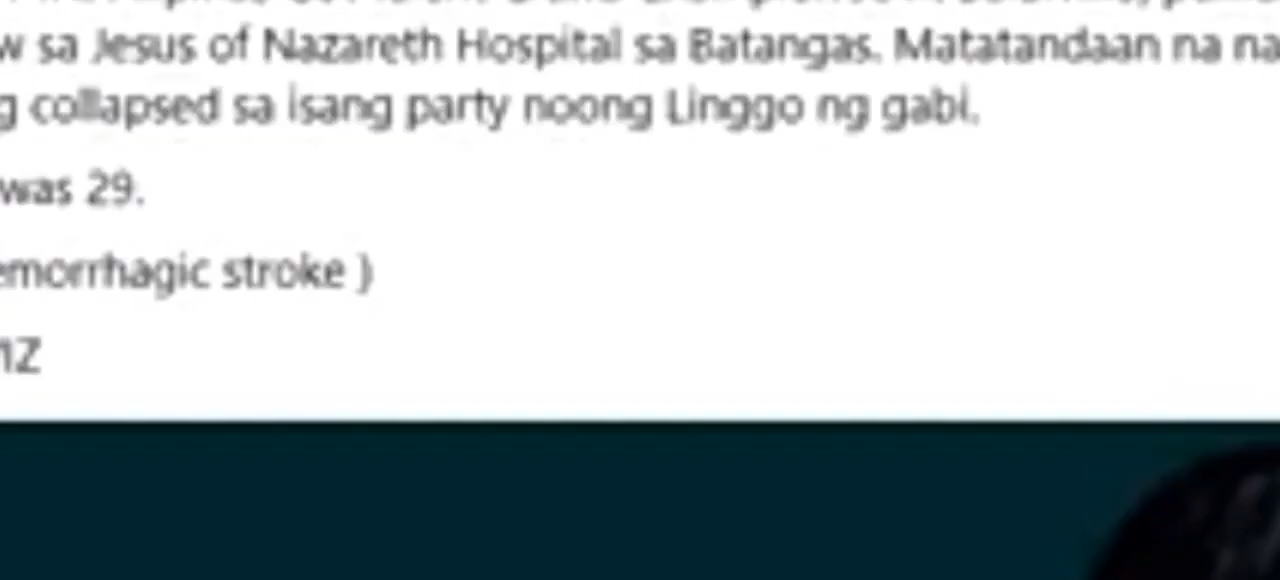 w sa Jesus of Nazareth Hospital sa Batangas. Matatandaan na na
g collapsed sa isang party noong Linggo ng gabi.
was 29.
emorrhagic stroke )